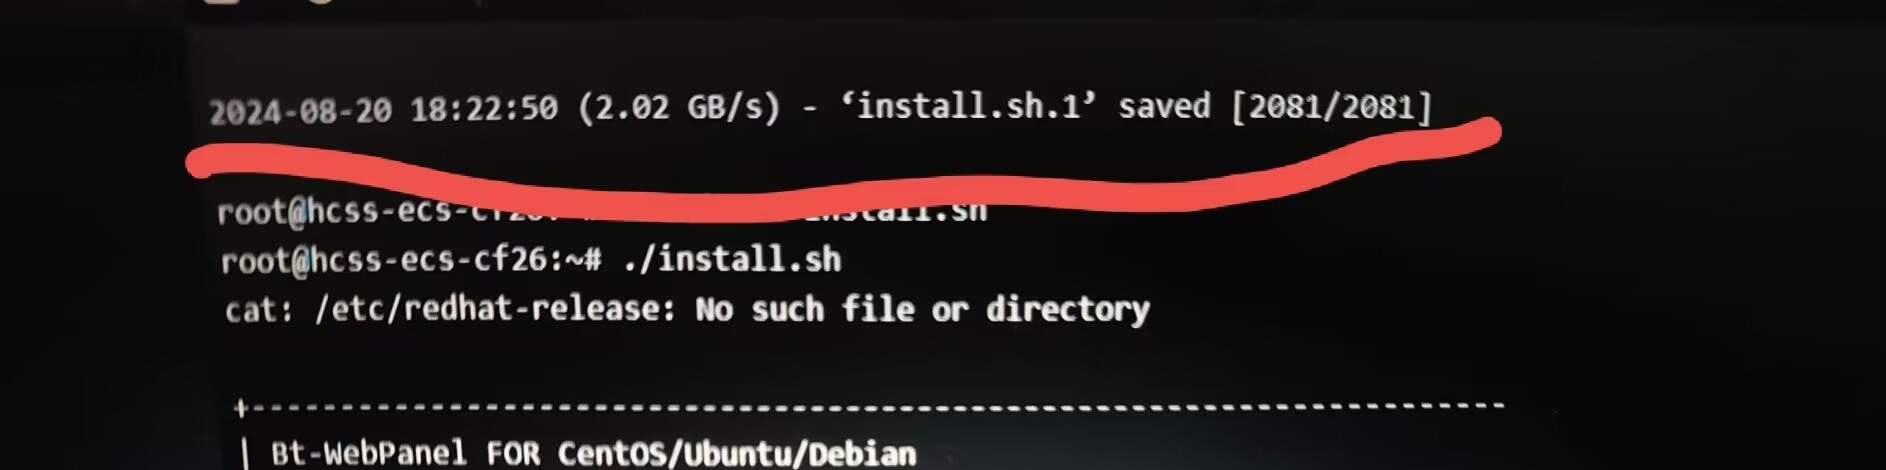 2024-08-20 18:22:50 (2.02 GB/s) - ‘install.sh.1’ saved [2081/2081]
root@hcss-ecs-cf26:~# install.sh
root@hcss-ecs-cf26:~# ./install.sh
cat: /etc/redhat-release: No such file or directory
+----------------------------------------------------------------------
| Bt-WebPanel FOR CentOS/Ubuntu/Debian